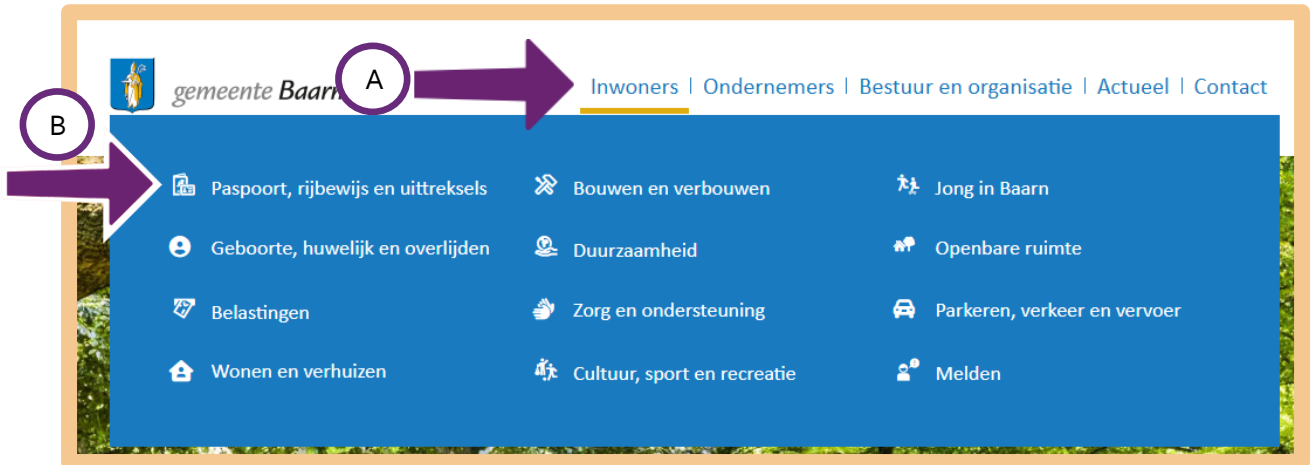 A
gemeente Baarn
Inwoners | Ondernemers | Bestuur en organisatie | Actueel | Contact
B
Paspoort, rijbewijs en uittreksels
Bouwen en verbouwen
Jong in Baarn
Geboorte, huwelijk en overlijden
Duurzaamheid
Openbare ruimte
Belastingen
Zorg en ondersteuning
Parkeren, verkeer en vervoer
Wonen en verhuizen
Cultuur, sport en recreatie
Melden